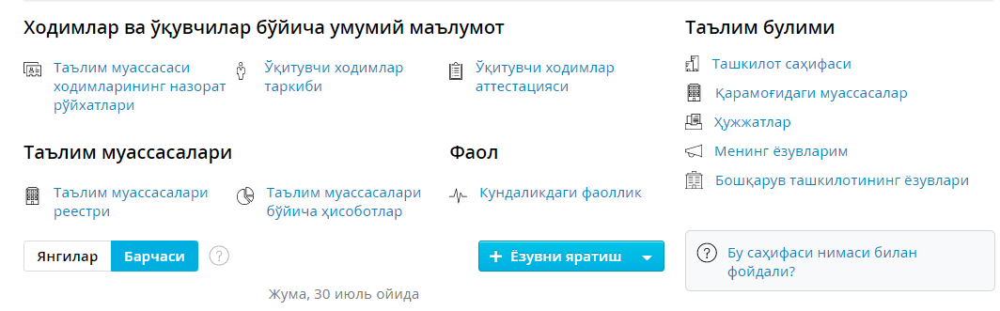 Ходимлар ва ўқувчилар бўйича умумий маълумот
Таълим муассасаси
ходимларининг назорат
рўйхатлари
Ўқитувчи ходимлар
таркиби
Ўқитувчи ходимлар
аттестацияси
Таълим муассасалари
Таълим муассасалари
реестри
Таълим муассасалари
бўйича ҳисоботлар
Фаол
Кундаликдаги фаоллик
Янгилар
Барчаси
?
+ Ёзувни яратиш
Жума, 30 июль ойида
Таълим булими
Ташкилот саҳифаси
Қарамоғидаги муассасалар
Ҳужжатлар
Менинг ёзувларим
Бошқарув ташкилотининг ёзувлари
? Бу саҳифаси нимаси билан
фойдали?